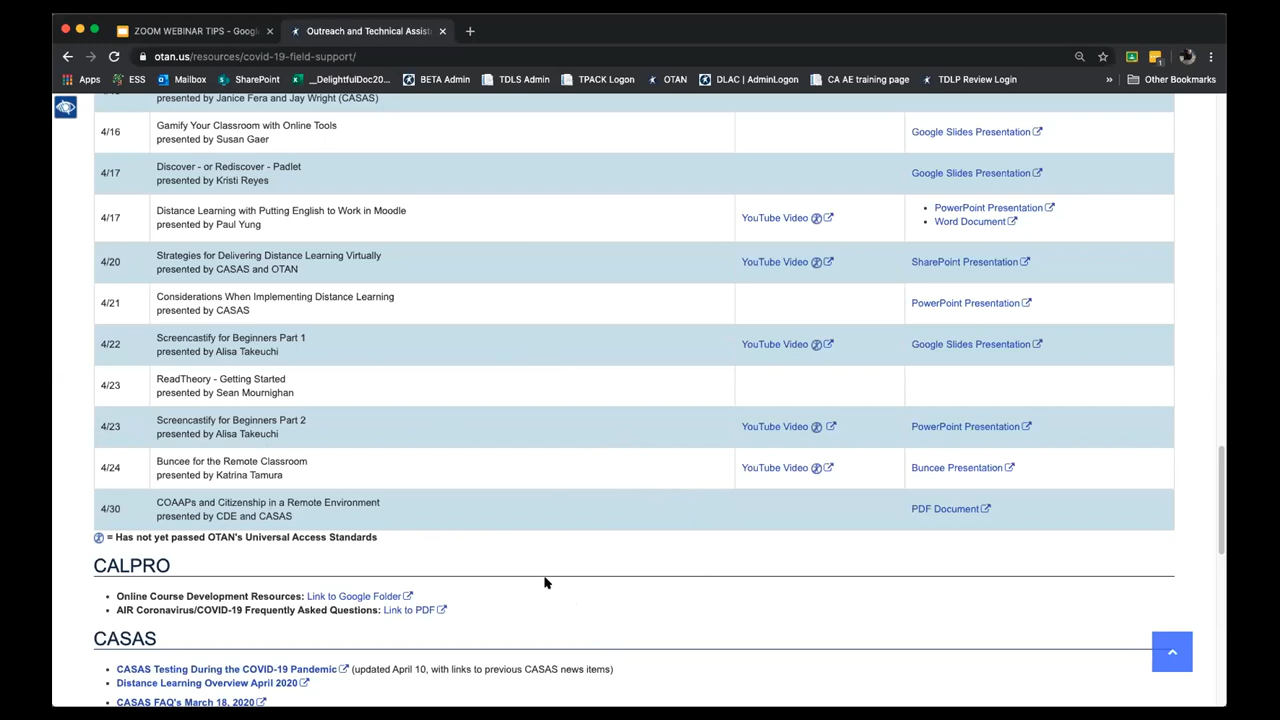 ZOOM WEBINAR TIPS - Googl
Outreach and Technical Assist
otan.us/resources/covid-19-field-support/
Apps
ESS
Mailbox
SharePoint
__DelightfulDoc20...
BETA Admin
TDLS Admin
TPACK Logon
OTAN
DLAC | AdminLogon
CA AE training page
TDLP Review Login
»
Other Bookmarks
presented by Janice Fera and Jay Wright (CASAS)
4/16
Gamify Your Classroom with Online Tools
presented by Susan Gaer
Google Slides Presentation
4/17
Discover - or Rediscover - Padlet
presented by Kristi Reyes
Google Slides Presentation
4/17
Distance Learning with Putting English to Work in Moodle
presented by Paul Yung
YouTube Video
• PowerPoint Presentation
• Word Document
4/20
Strategies for Delivering Distance Learning Virtually
presented by CASAS and OTAN
YouTube Video
SharePoint Presentation
4/21
Considerations When Implementing Distance Learning
presented by CASAS
PowerPoint Presentation
4/22
Screencastify for Beginners Part 1
presented by Alisa Takeuchi
YouTube Video
Google Slides Presentation
4/23
ReadTheory - Getting Started
presented by Sean Mournighan
4/23
Screencastify for Beginners Part 2
presented by Alisa Takeuchi
YouTube Video
PowerPoint Presentation
4/24
Buncee for the Remote Classroom
presented by Katrina Tamura
YouTube Video
Buncee Presentation
4/30
COAAPs and Citizenship in a Remote Environment
presented by CDE and CASAS
PDF Document
= Has not yet passed OTAN's Universal Access Standards
CALPRO
• Online Course Development Resources: Link to Google Folder
• AIR Coronavirus/COVID-19 Frequently Asked Questions: Link to PDF
CASAS
• CASAS Testing During the COVID-19 Pandemic (updated April 10, with links to previous CASAS news items)
• Distance Learning Overview April 2020
• CASAS FAQ's March 18, 2020